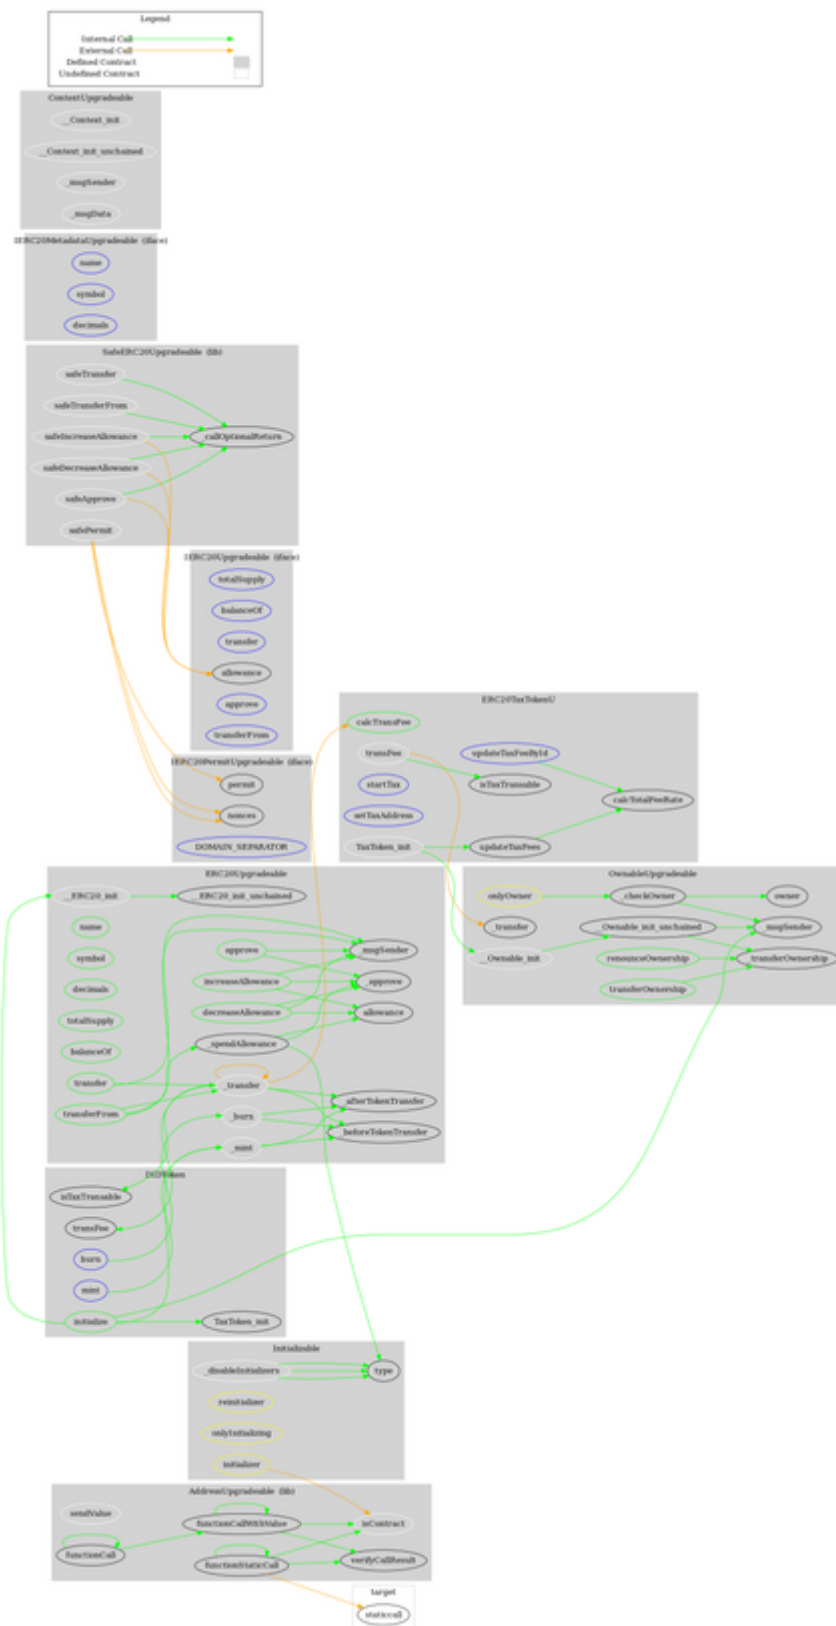 Legend
Internal Call
External Call
Defined Contract
Undefined Contract
ContextUpgradeable
__Context_init
__Context_init_unchained
_msgSender
_msgData
IERC20MetadataUpgradeable (iface)
name
symbol
decimals
SafeERC20Upgradeable (lib)
safeTransfer
safeTransferFrom
safeIncreaseAllowance
_callOptionalReturn
safeDecreaseAllowance
safeApprove
safePermit
IERC20Upgradeable (iface)
totalSupply
balanceOf
transfer
allowance
approve
transferFrom
IERC20PermitUpgradeable (iface)
permit
nonces
DOMAIN_SEPARATOR
ERC20TaxTokenU
calcTransFee
transFee
updateTaxFeeById
startTax
isTaxTransable
calcTotalFeeRate
setTaxAddress
TaxToken_init
updateTaxFees
ERC20Upgradeable
__ERC20_init
__ERC20_init_unchained
name
symbol
decimals
totalSupply
balanceOf
transfer
transferFrom
approve
increaseAllowance
decreaseAllowance
_spendAllowance
_transfer
_burn
_mint
_msgSender
_approve
allowance
_afterTokenTransfer
_beforeTokenTransfer
OwnableUpgradeable
onlyOwner
_checkOwner
owner
_transfer
__Ownable_init_unchained
_msgSender
__Ownable_init
renounceOwnership
_transferOwnership
transferOwnership
isTaxTransable
transFee
burn
mint
initialize
TaxToken_init
Initializable
_disableInitializers
type
reinitializer
onlyInitializing
initializer
AddressUpgradeable (lib)
sendValue
functionCallWithValue
isContract
functionCall
functionStaticCall
verifyCallResult
target
staticcall